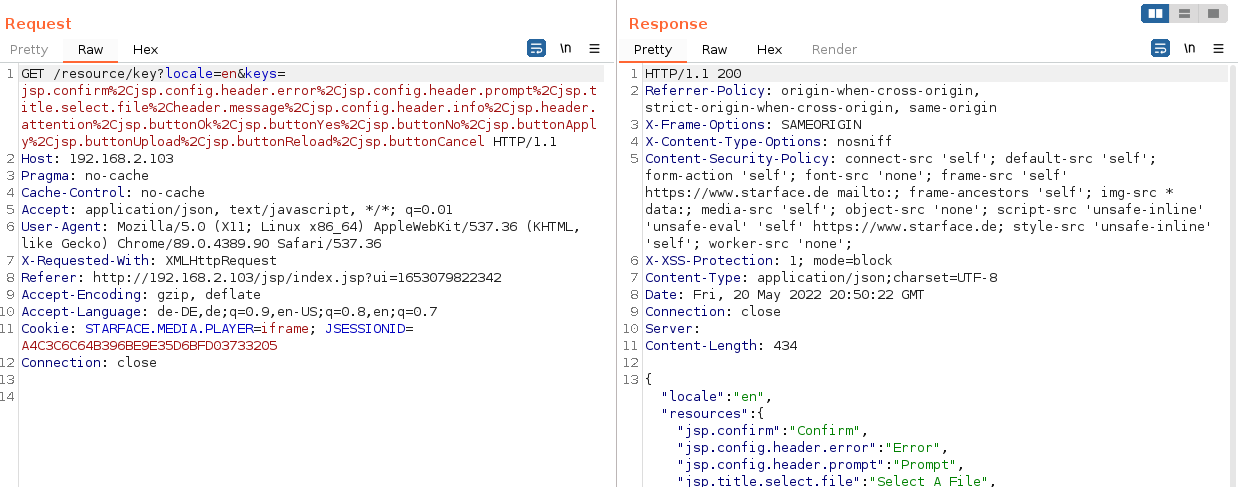 Request
Pretty Raw Hex \n
1 GET /resource/key?locale=en&keys=
jsp.confirm%2Cjsp.config.header.error%2Cjsp.config.header.prompt%2Cjsp.t
itle.select.file%2Cheader.message%2Cjsp.config.header.info%2Cjsp.header.
attention%2Cjsp.buttonOk%2Cjsp.buttonYes%2Cjsp.buttonNo%2Cjsp.buttonAppl
y%2Cjsp.buttonUpload%2Cjsp.buttonReload%2Cjsp.buttonCancel HTTP/1.1
2 Host: 192.168.2.103
3 Pragma: no-cache
4 Cache-Control: no-cache
5 Accept: application/json, text/javascript, */*; q=0.01
6 User-Agent: Mozilla/5.0 (X11; Linux x86_64) AppleWebKit/537.36 (KHTML,
like Gecko) Chrome/89.0.4389.90 Safari/537.36
7 X-Requested-With: XMLHttpRequest
8 Referer: http://192.168.2.103/jsp/index.jsp?ui=1653079822342
9 Accept-Encoding: gzip, deflate
10 Accept-Language: de-DE,de;q=0.9,en-US;q=0.8,en;q=0.7
11 Cookie: STARFACE.MEDIA.PLAYER=iframe; JSESSIONID=
A4C3C6C64B396BE9E35D6BFD03733205
12 Connection: close
13
14
Response
Pretty Raw Hex Render \n
1 HTTP/1.1 200
2 Referrer-Policy: origin-when-cross-origin,
strict-origin-when-cross-origin, same-origin
3 X-Frame-Options: SAMEORIGIN
4 X-Content-Type-Options: nosniff
5 Content-Security-Policy: connect-src 'self'; default-src 'self';
form-action 'self'; font-src 'none'; frame-src 'self'
https://www.starface.de mailto:; frame-ancestors 'self'; img-src *
data:; media-src 'self'; object-src 'none'; script-src 'unsafe-inline'
'unsafe-eval' 'self' https://www.starface.de; style-src 'unsafe-inline'
'self'; worker-src 'none';
6 X-XSS-Protection: 1; mode=block
7 Content-Type: application/json;charset=UTF-8
8 Date: Fri, 20 May 2022 20:50:22 GMT
9 Connection: close
10 Server:
11 Content-Length: 434
12
13 {
"locale":"en",
"resources":{
"jsp.confirm":"Confirm",
"jsp.config.header.error":"Error",
"jsp.config.header.prompt":"Prompt",
"jsp.title.select.file":"Select A File",